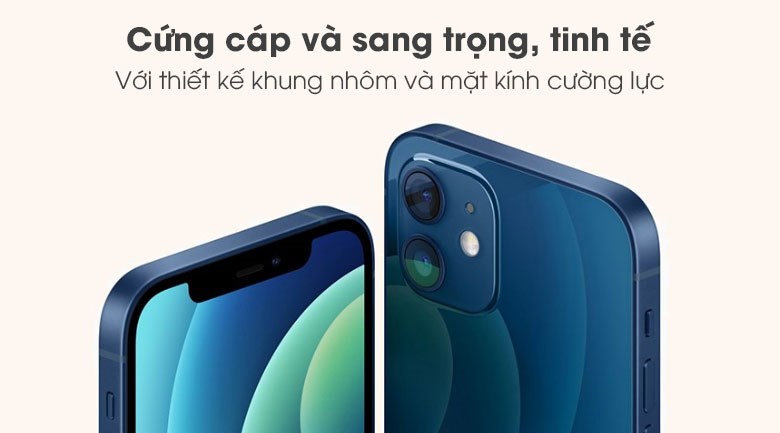 Cứng cáp và sang trọng, tinh tế
Với thiết kế khung nhôm và mặt kính cường lực